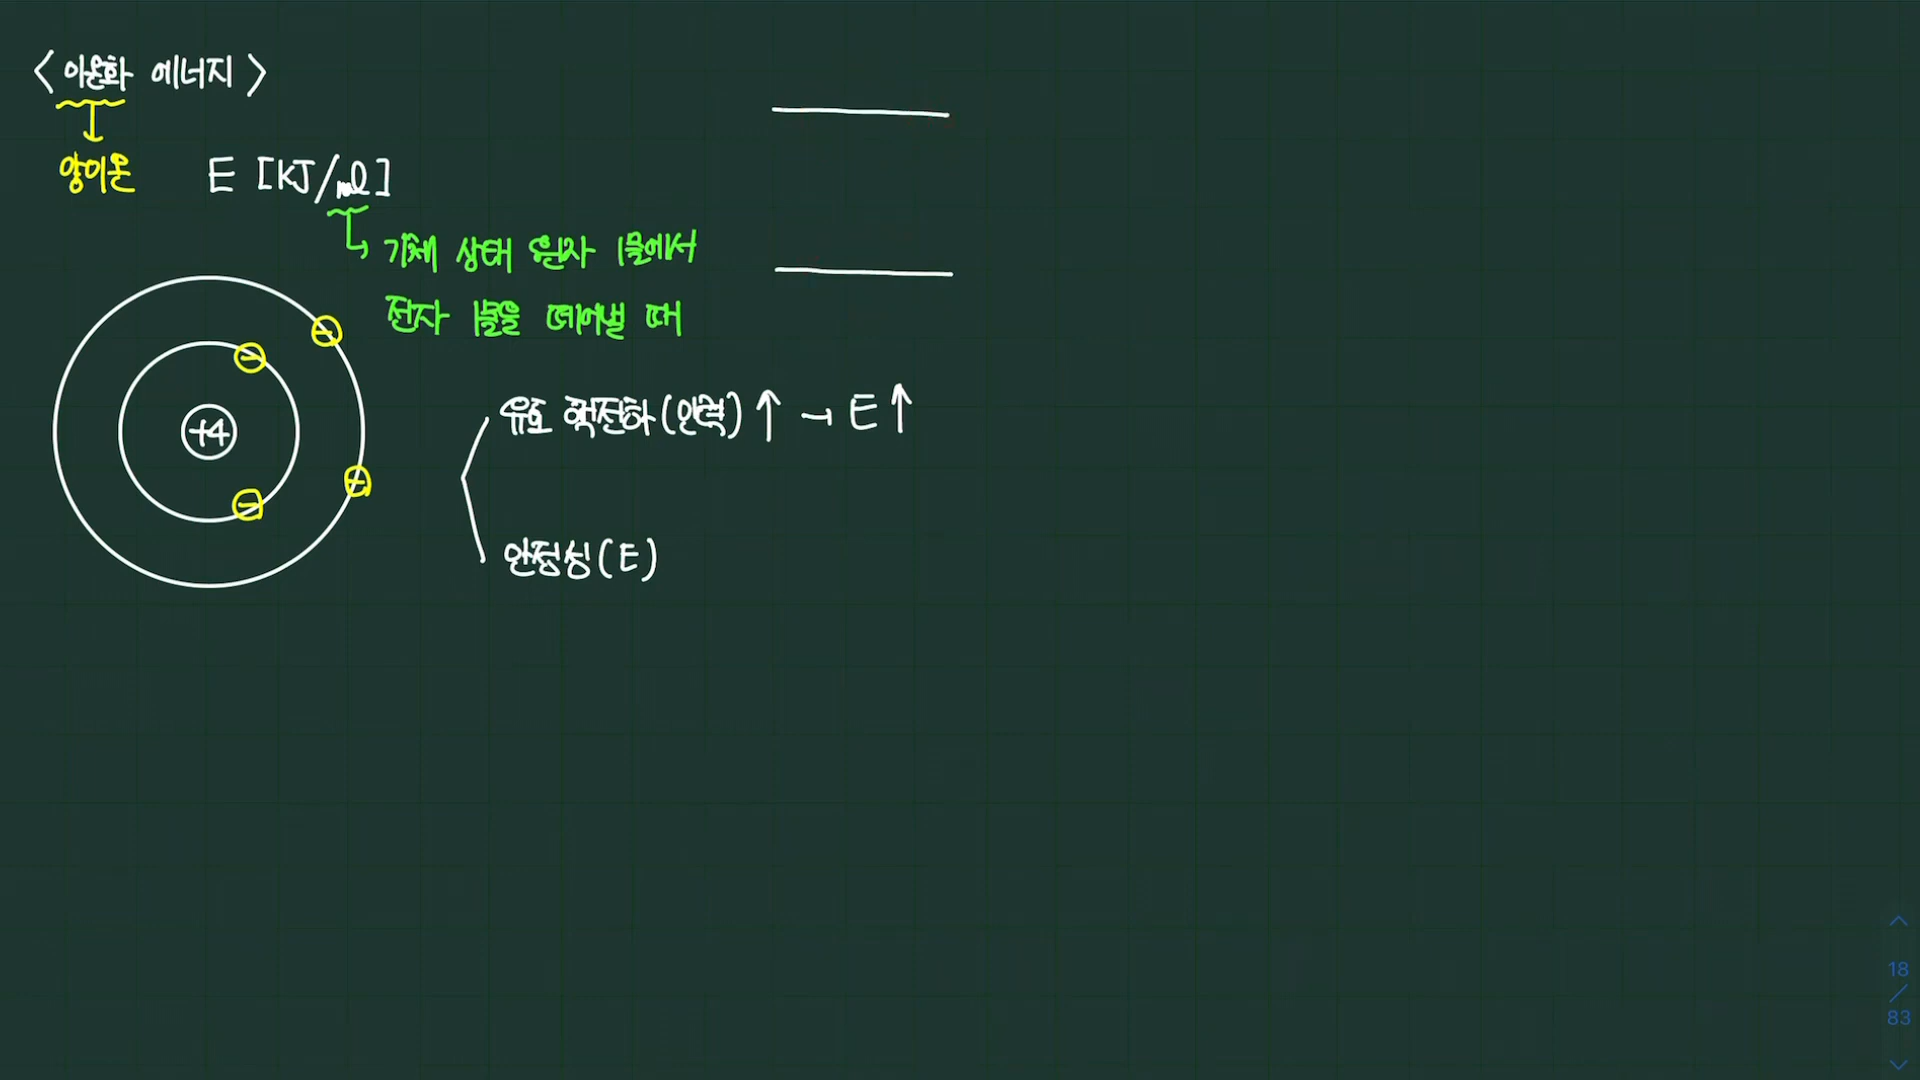 < 이온화 에너지 >
양이온
E [KJ/mol]
기체 상태 원자 1몰에서
전자 1몰을 떼어낼 때
+4
유효 핵전하(인력)↑ → E↑
안정성(E)
18
/
83